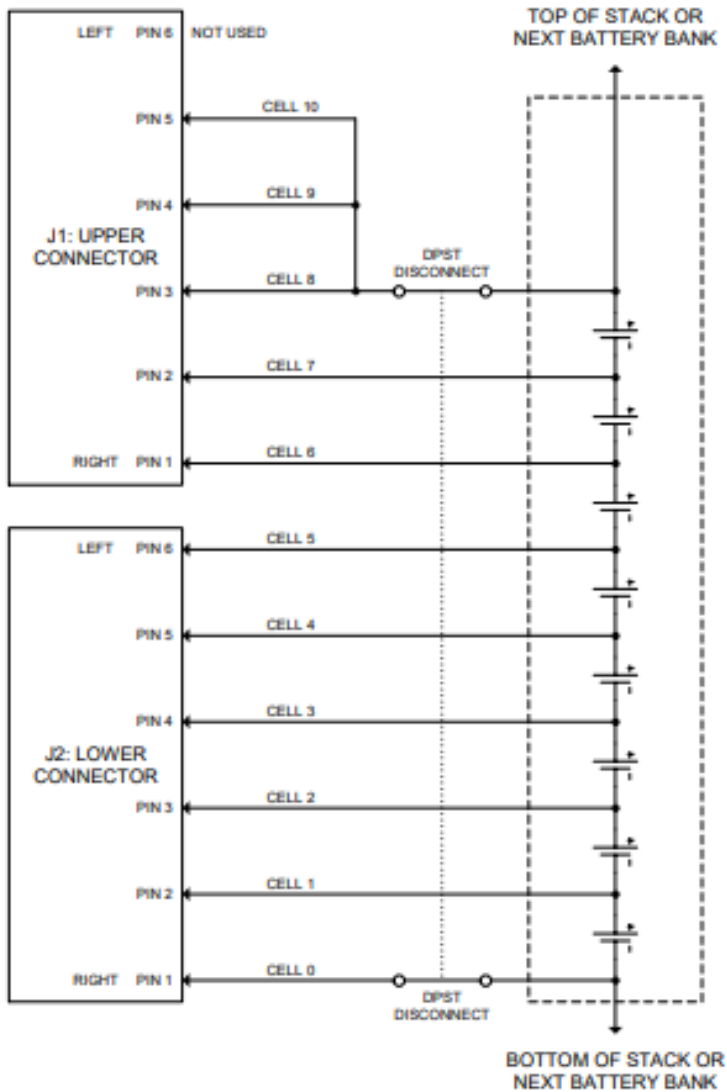 TOP OF STACK OR
NEXT BATTERY BANK
LEFT PIN 6 NOT USED
PIN 5 CELL 10
PIN 4 CELL 9
J1: UPPER
CONNECTOR
DPST
DISCONNECT
PIN 3 CELL 8
PIN 2 CELL 7
RIGHT PIN 1 CELL 6
LEFT PIN 6 CELL 5
PIN 5 CELL 4
PIN 4 CELL 3
J2: LOWER
CONNECTOR
PIN 3 CELL 2
PIN 2 CELL 1
RIGHT PIN 1 CELL 0
DPST
DISCONNECT
BOTTOM OF STACK OR
NEXT BATTERY BANK